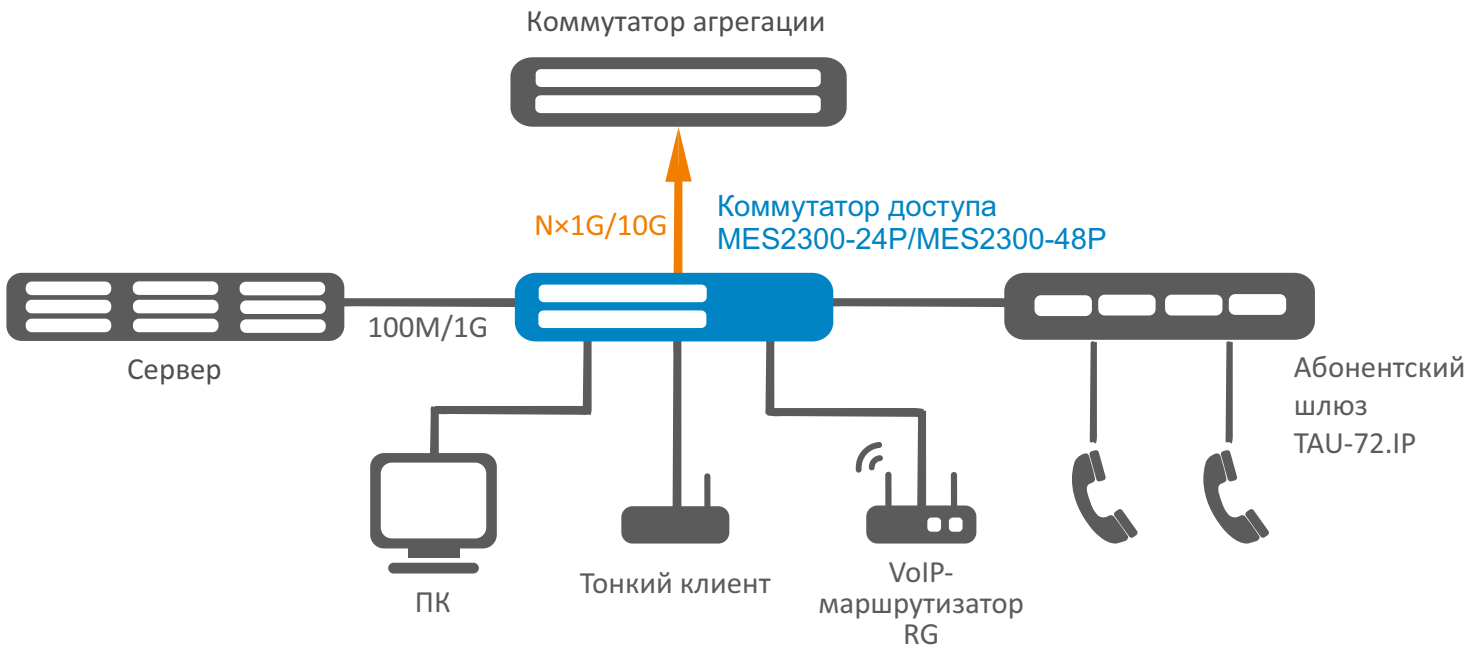 Коммутатор агрегации
N×1G/10G
Коммутатор доступа
MES2300-24P/MES2300-48P
100M/1G
Сервер
Абонентский
шлюз
TAU-72.IP
ПК
Тонкий клиент
VoIP-
маршрутизатор
RG